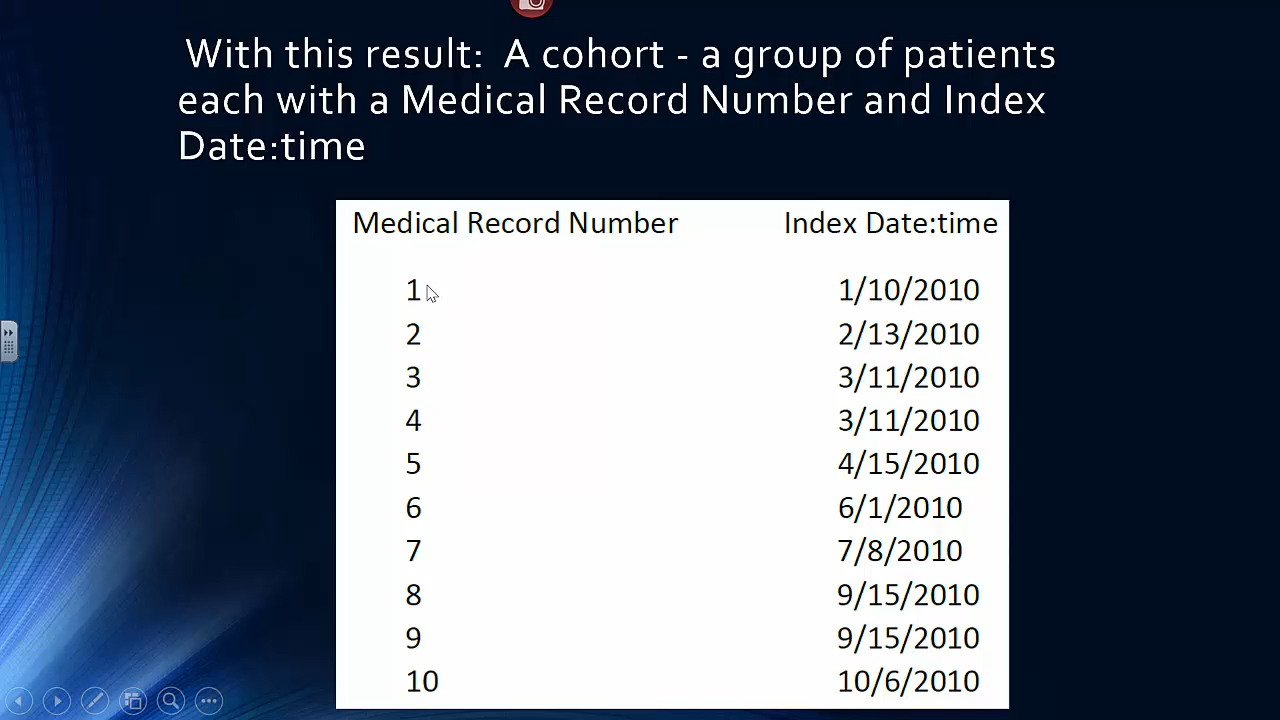 With this result: A cohort - a group of patients
each with a Medical Record Number and Index
Date:time
Medical Record Number Index Date:time
1 1/10/2010
2 2/13/2010
3 3/11/2010
4 3/11/2010
5 4/15/2010
6 6/1/2010
7 7/8/2010
8 9/15/2010
9 9/15/2010
10 10/6/2010